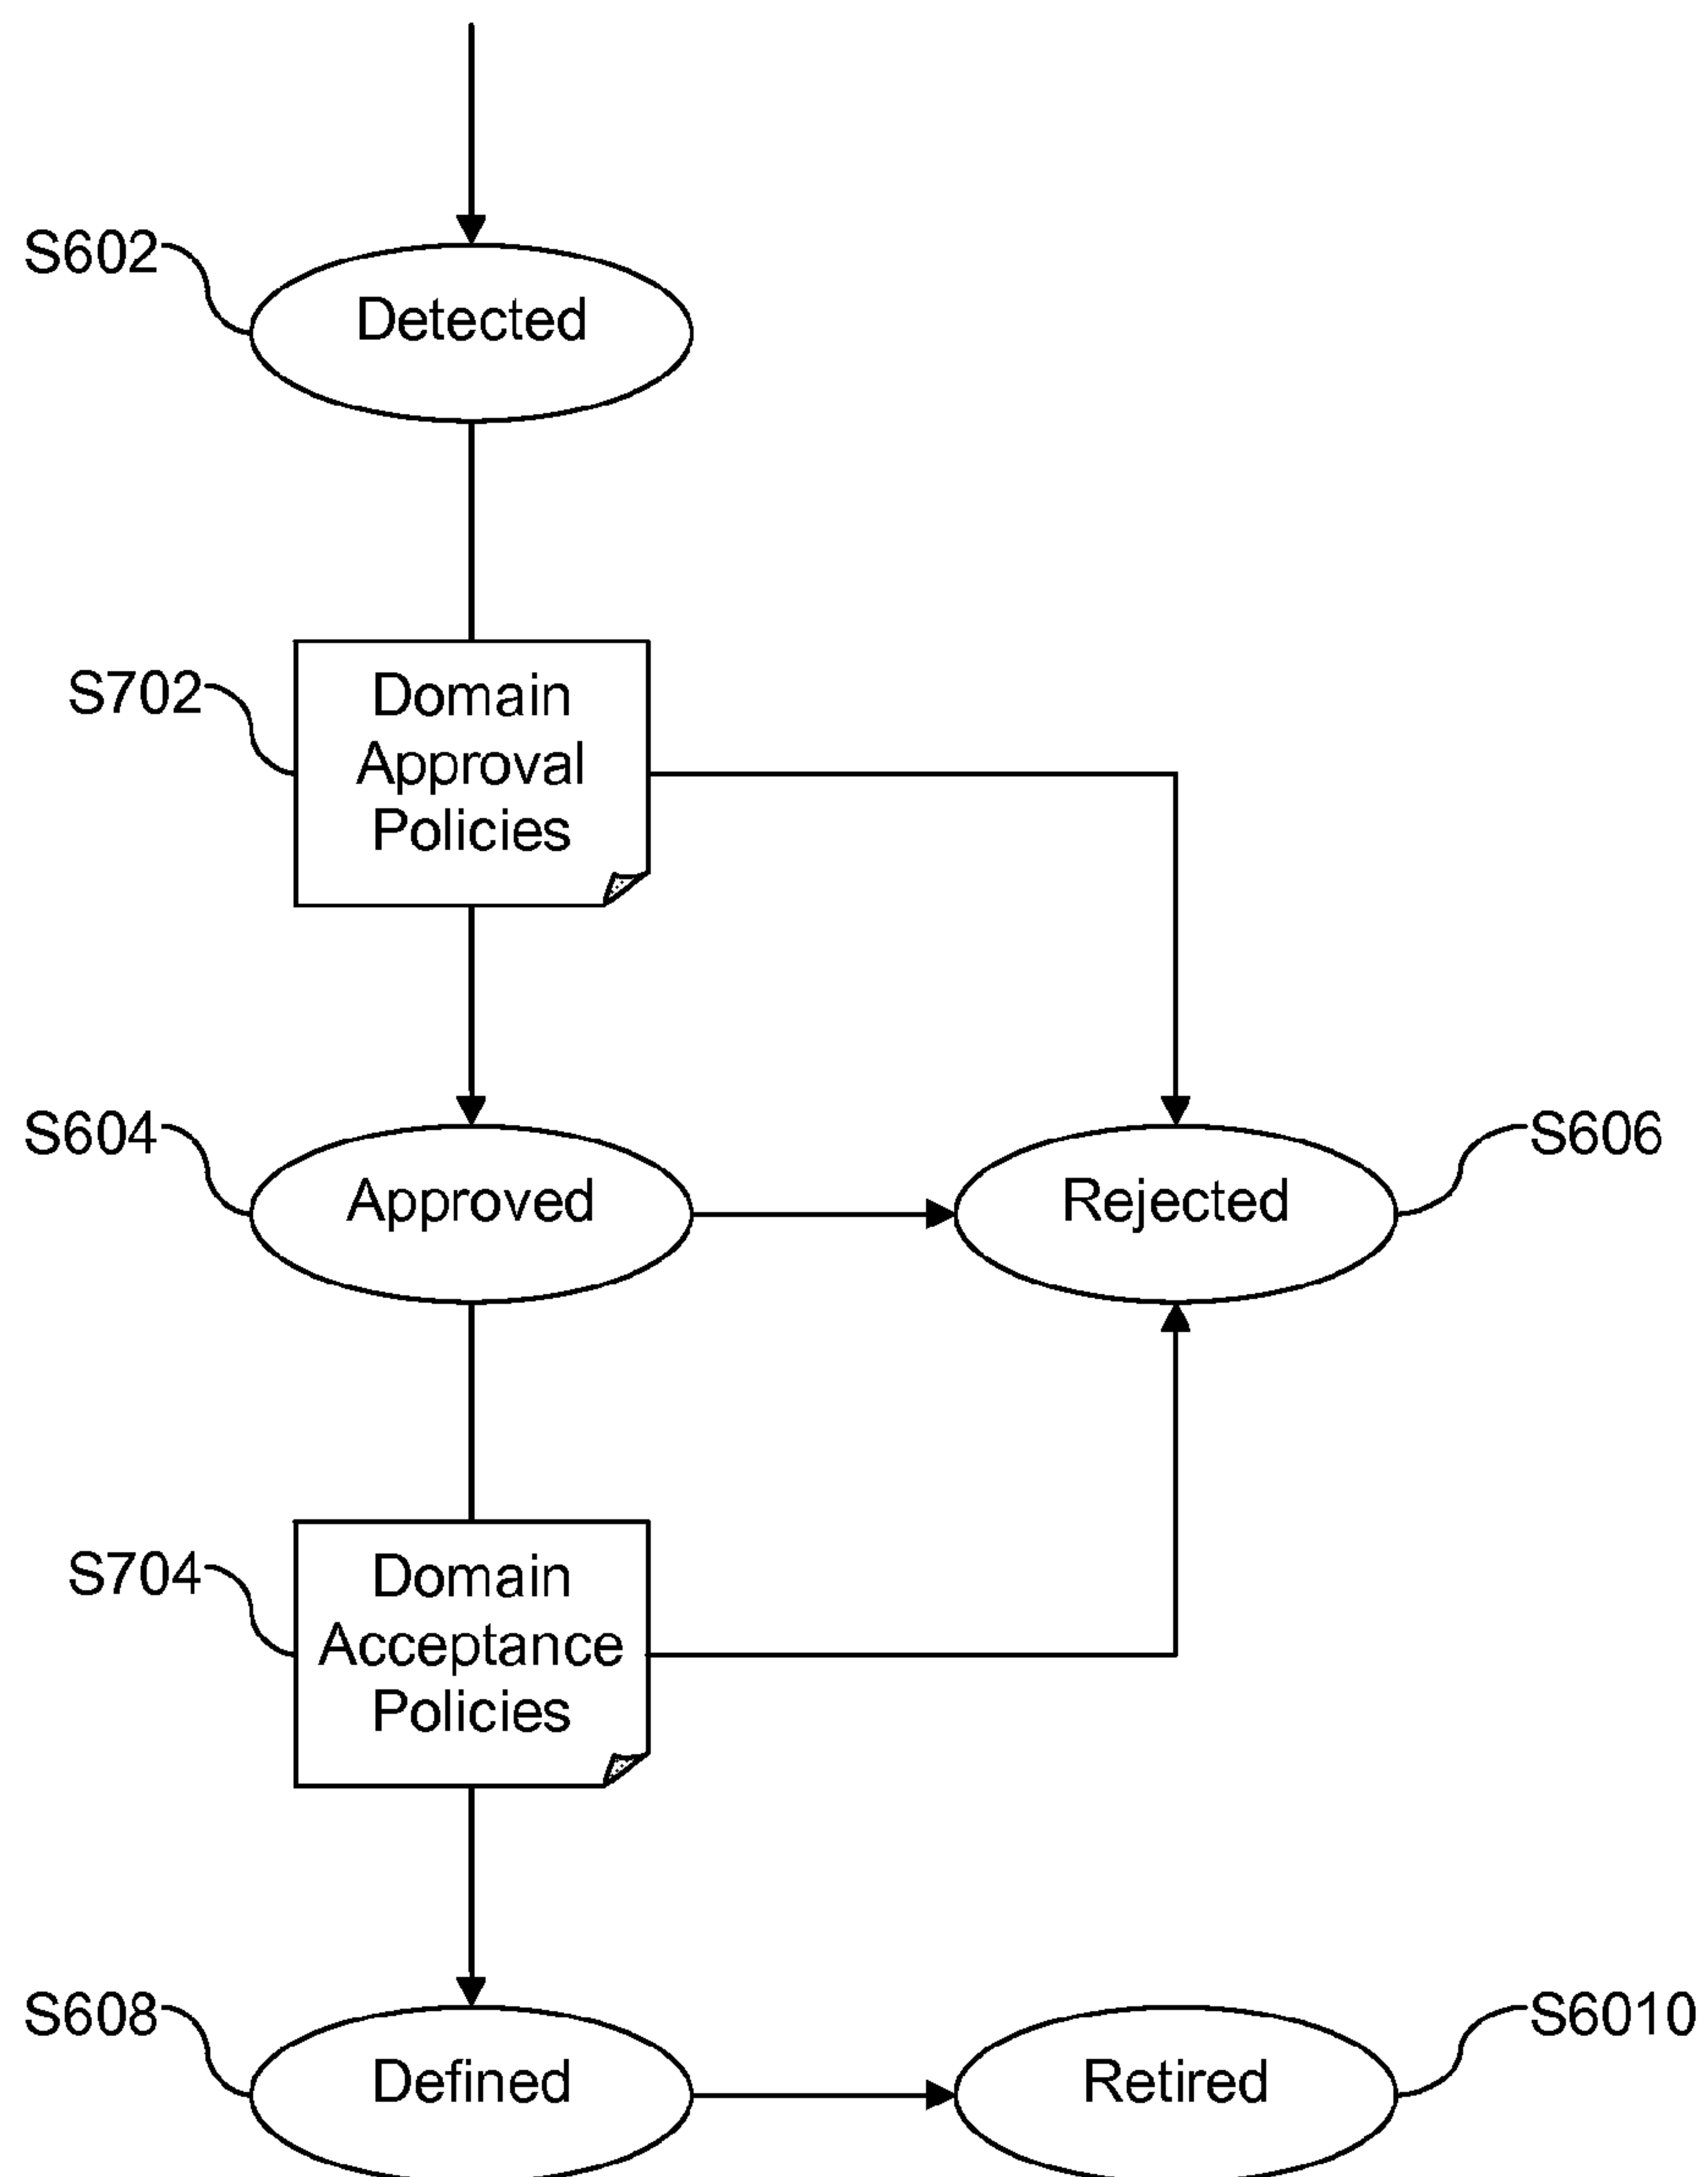 S602
Detected
S702
Domain
Approval
Policies
S604
Approved
Rejected
S606
S704
Domain
Acceptance
Policies
S608
Defined
Retired
S6010